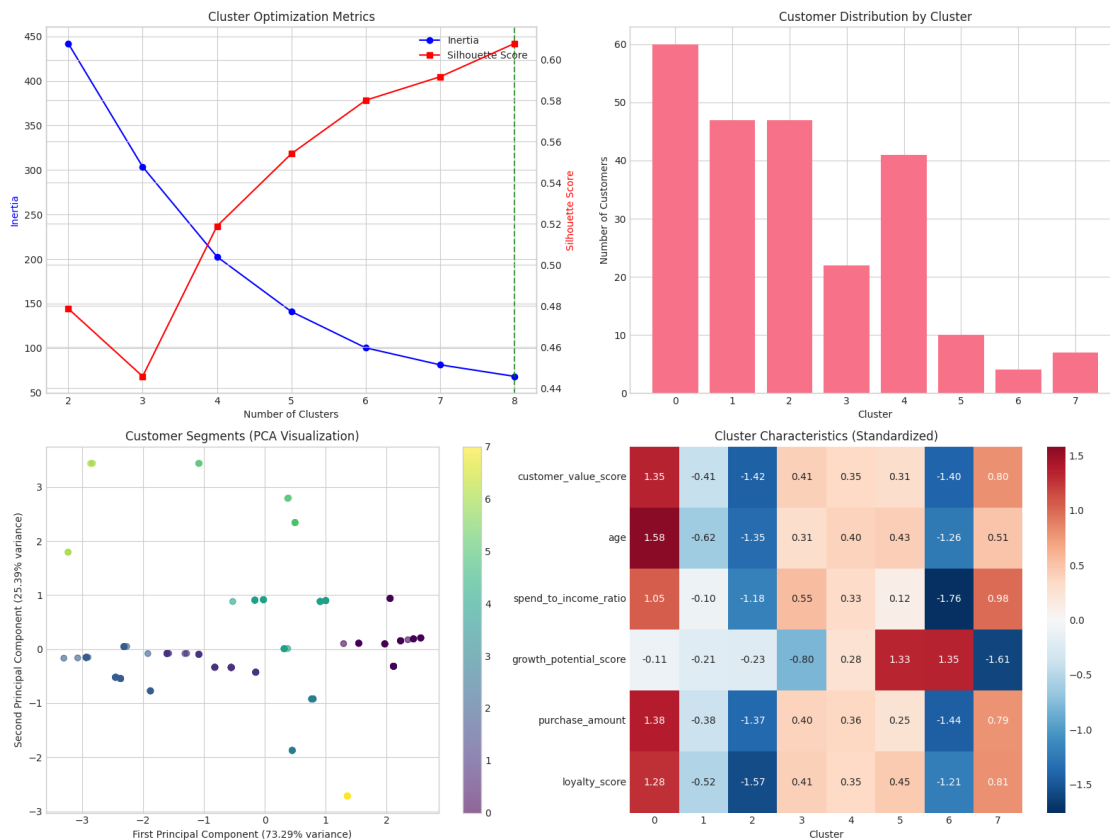 Cluster Optimization Metrics
450
400
350
300
250
200
150
100
50
Inertia
Inertia
Silhouette Score
0.60
0.58
0.56
0.54
0.52
0.50
0.48
0.46
0.44
Silhouette Score
2 3 4 5 6 7 8
Number of Clusters
Customer Distribution by Cluster
60
50
40
30
20
10
0
Number of Customers
0 1 2 3 4 5 6 7
Cluster
Customer Segments (PCA Visualization)
3
2
1
0
−1
−2
−3
Second Principal Component (25.39% variance)
−3 −2 −1 0 1 2
First Principal Component (73.29% variance)
7
6
5
4
3
2
1
0
Cluster Characteristics (Standardized)
customer_value_score 1.35 -0.41 -1.42 0.41 0.35 0.31 -1.40 0.80
age 1.58 -0.62 -1.35 0.31 0.40 0.43 -1.26 0.51
spend_to_income_ratio 1.05 -0.10 -1.18 0.55 0.33 0.12 -1.76 0.98
growth_potential_score -0.11 -0.21 -0.23 -0.80 0.28 1.33 1.35 -1.61
purchase_amount 1.38 -0.38 -1.37 0.40 0.36 0.25 -1.44 0.79
loyalty_score 1.28 -0.52 -1.57 0.41 0.35 0.45 -1.21 0.81
0 1 2 3 4 5 6 7
Cluster
1.5
1.0
0.5
0.0
−0.5
−1.0
−1.5